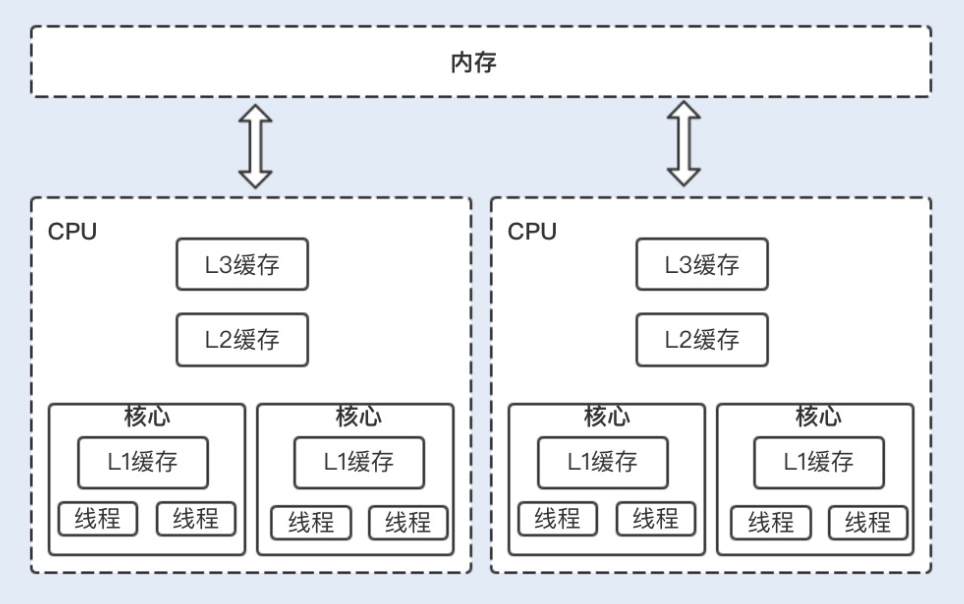 内存
CPU
L3缓存
L2缓存
核心
L1缓存
线程
线程
核心
L1缓存
线程
线程
CPU
L3缓存
L2缓存
核心
L1缓存
线程
线程
核心
L1缓存
线程
线程